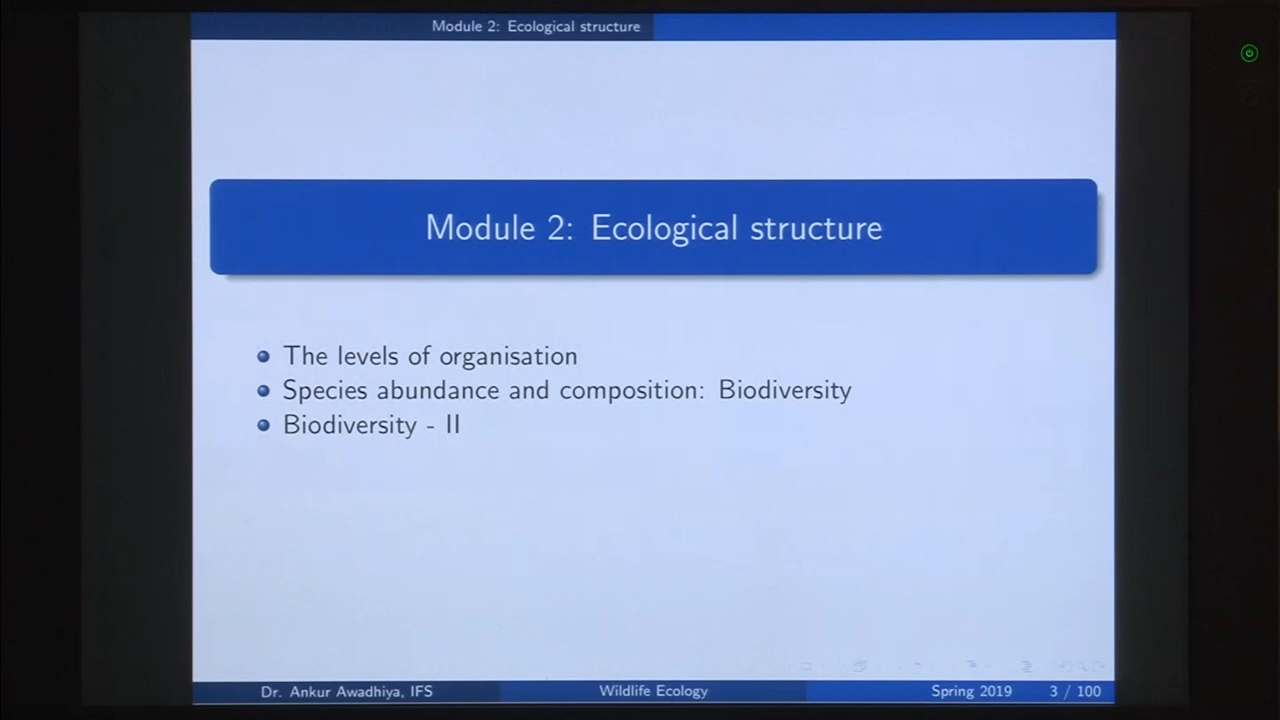 Module 2: Ecological structure
Module 2: Ecological structure
The levels of organisation
Species abundance and composition: Biodiversity
Biodiversity - II
Dr. Ankur Awadhiya, IFS Wildlife Ecology Spring 2019 3 / 100